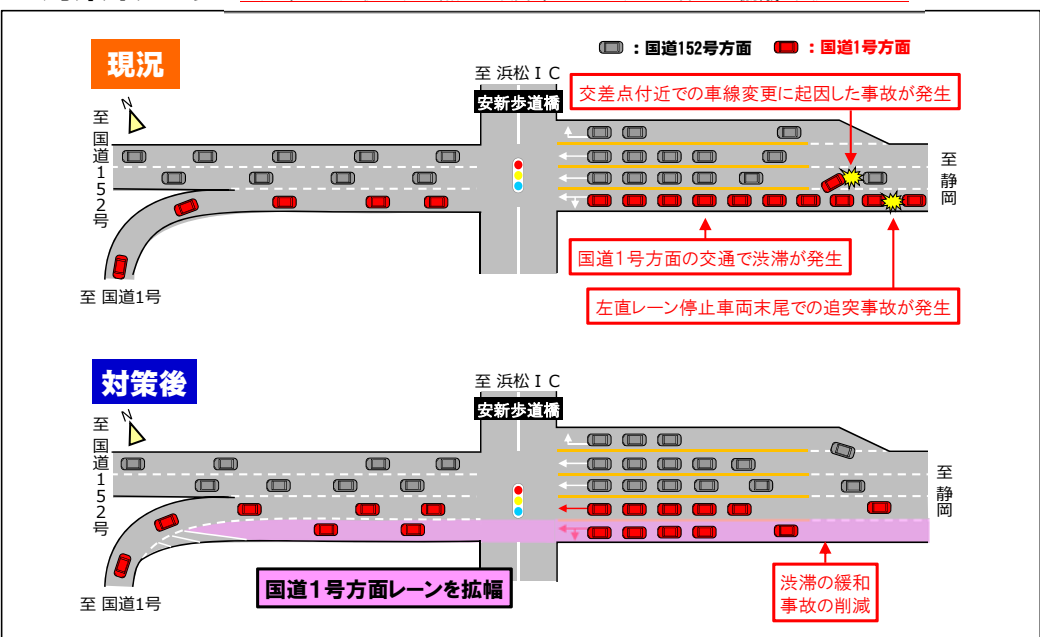 ：国道152号方面
：国道1号方面
現況
至 浜松ＩＣ
安新歩道橋
交差点付近での車線変更に起因した事故が発生
N
至国道152号
至静岡
国道1号方面の交通で渋滞が発生
至 国道1号
左直レーン停止車両末尾での追突事故が発生
対策後
至 浜松ＩＣ
安新歩道橋
N
至国道152号
至静岡
国道1号方面レーンを拡幅
渋滞の緩和
事故の削減
至 国道1号